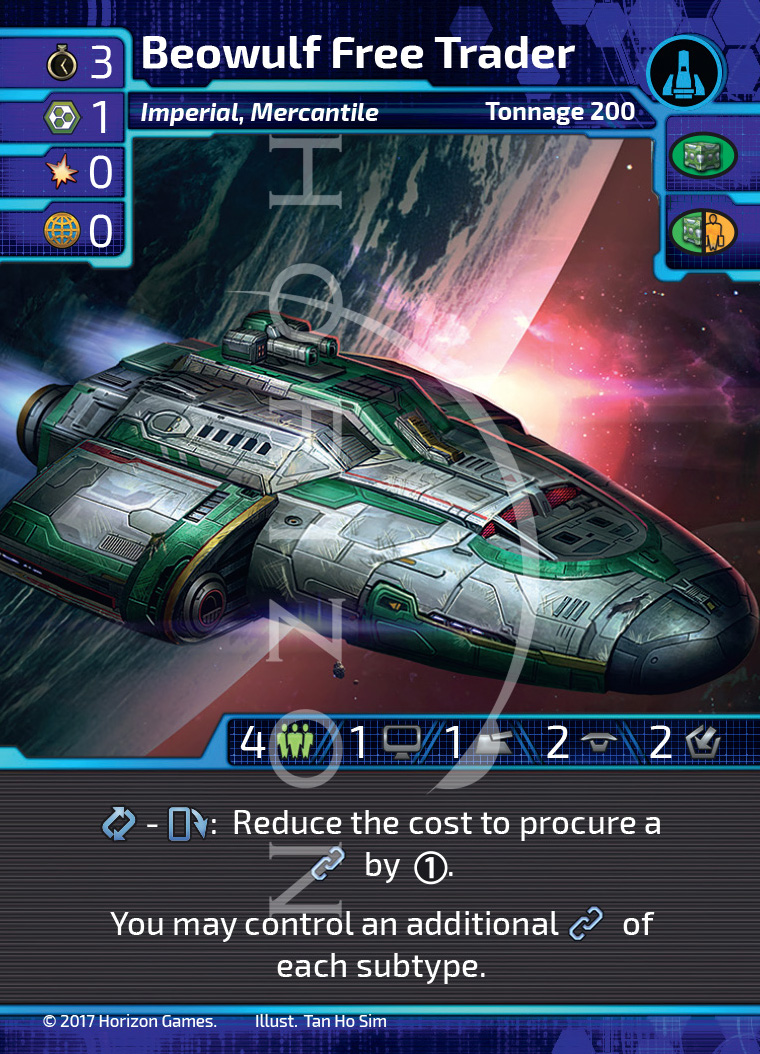 Beowulf Free Trader
3
1
0
0
Imperial, Mercantile Tonnage 200
HORIZON
4 1 1 2 2
- : Reduce the cost to procure a
by 1.
You may control an additional of
each subtype.
© 2017 Horizon Games. Illust. Tan Ho Sim